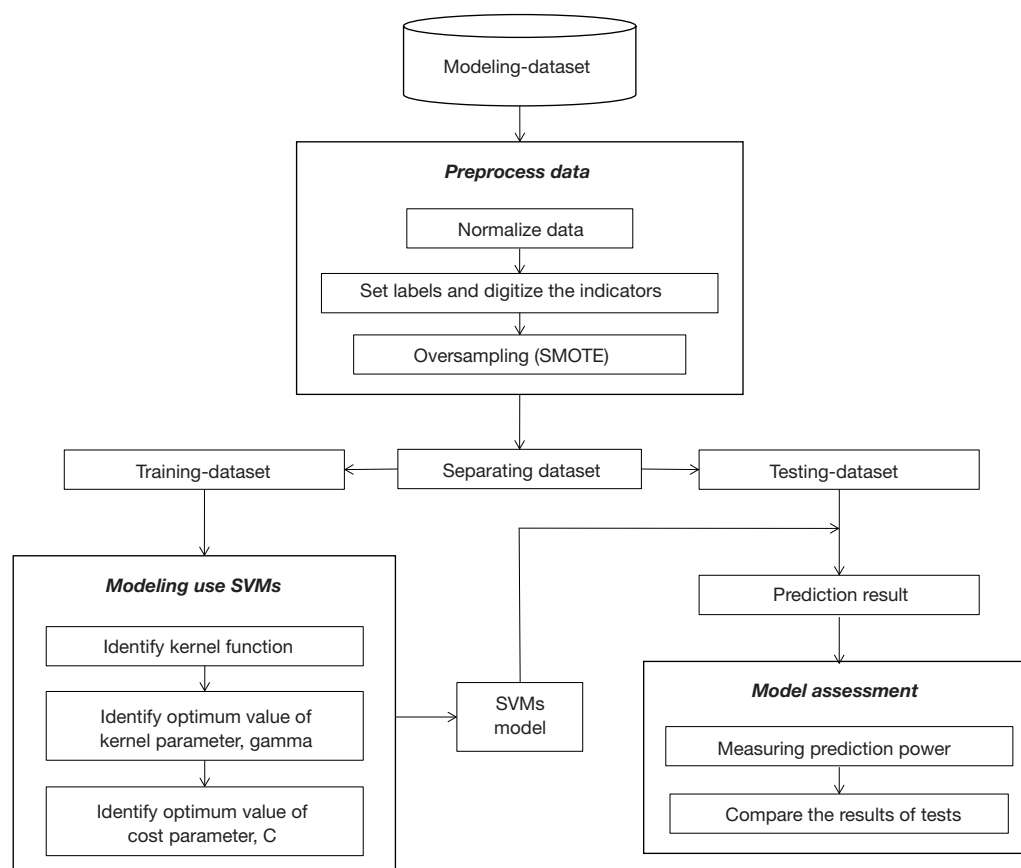 Modeling-dataset
Preprocess data
Normalize data
Set labels and digitize the indicators
Oversampling (SMOTE)
Training-dataset
Separating dataset
Testing-dataset
Modeling use SVMs
Identify kernel function
Identify optimum value of
kernel parameter, gamma
Identify optimum value of
cost parameter, C
SVMs
model
Prediction result
Model assessment
Measuring prediction power
Compare the results of tests